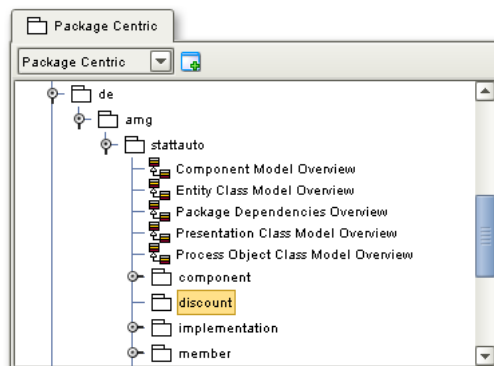 Package Centric
Package Centric
de
amg
stattauto
Component Model Overview
Entity Class Model Overview
Package Dependencies Overview
Presentation Class Model Overview
Process Object Class Model Overview
component
discount
implementation
member